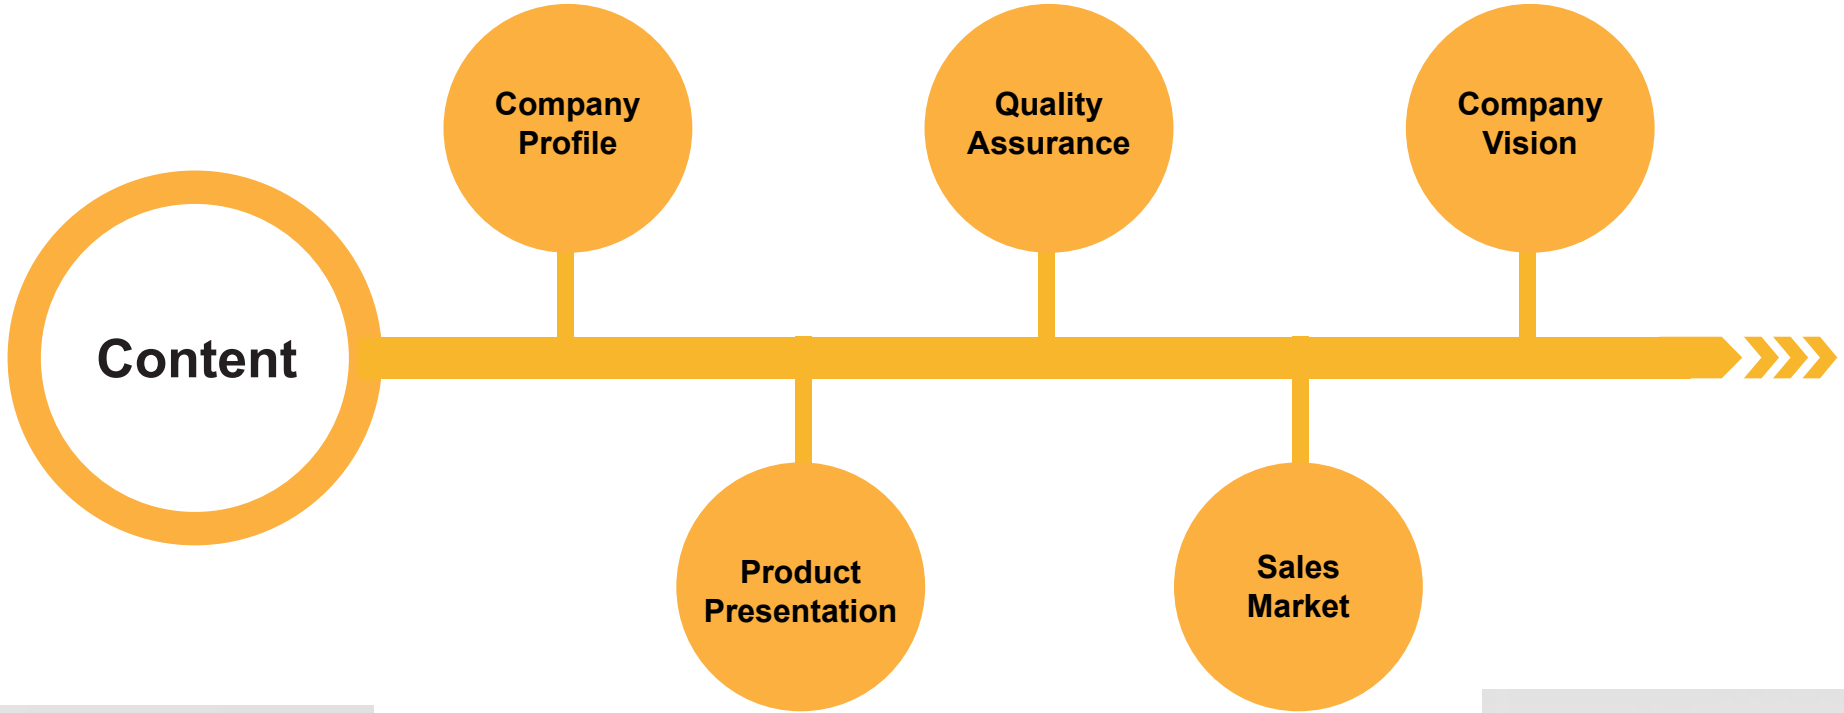 Content
Company
Profile
Product
Presentation
Quality
Assurance
Sales
Market
Company
Vision